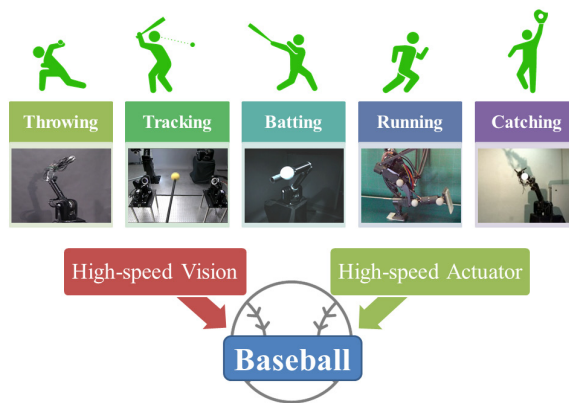 Throwing
Tracking
Batting
Running
Catching
High-speed Vision
High-speed Actuator
Baseball